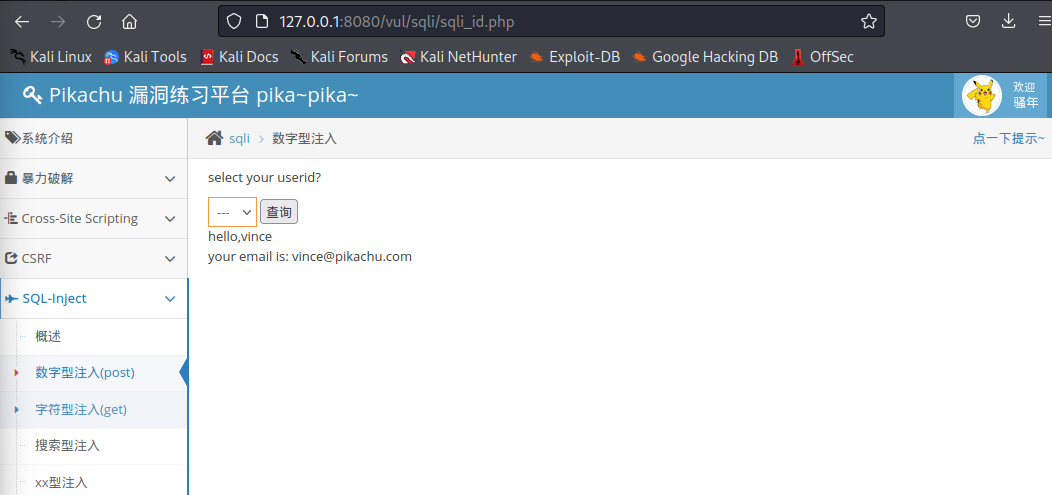 127.0.0.1:8080/vul/sqli/sqli_id.php
Kali Linux Kali Tools Kali Docs Kali Forums Kali NetHunter Exploit-DB Google Hacking DB OffSec
Pikachu 漏洞练习平台 pika~pika~
欢迎
骚年
系统介绍
暴力破解
Cross-Site Scripting
CSRF
SQL-Inject
概述
数字型注入(post)
字符型注入(get)
搜索型注入
xx型注入
sqli 数字型注入 点一下提示~
select your userid?
--- 查询
hello,vince
your email is: vince@pikachu.com